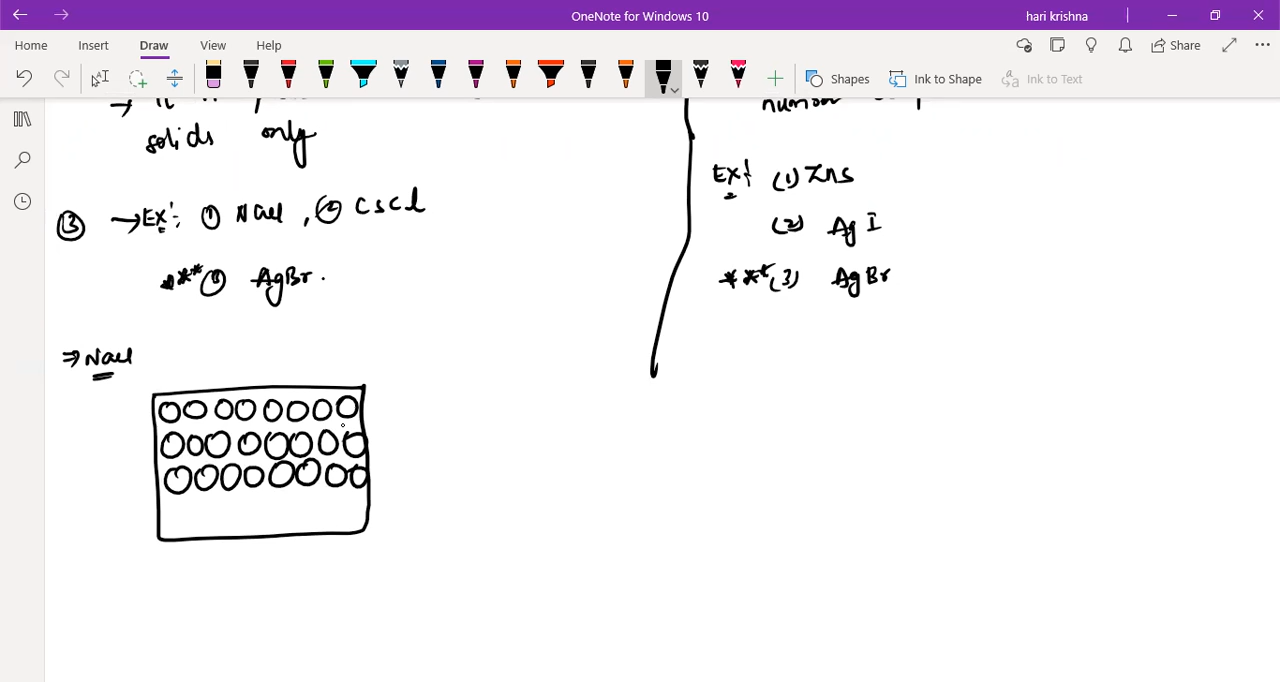 OneNote for Windows 10
hari krishna
Home Insert Draw View Help
Share
Shapes
Ink to Shape
Ink to Text
solids only
③ →Ex:- ① NaCl , ② CsCl
*** ③ AgBr .
⇒ NaCl
number
Ex: (1) ZnS
(2) AgI
*** (3) AgBr